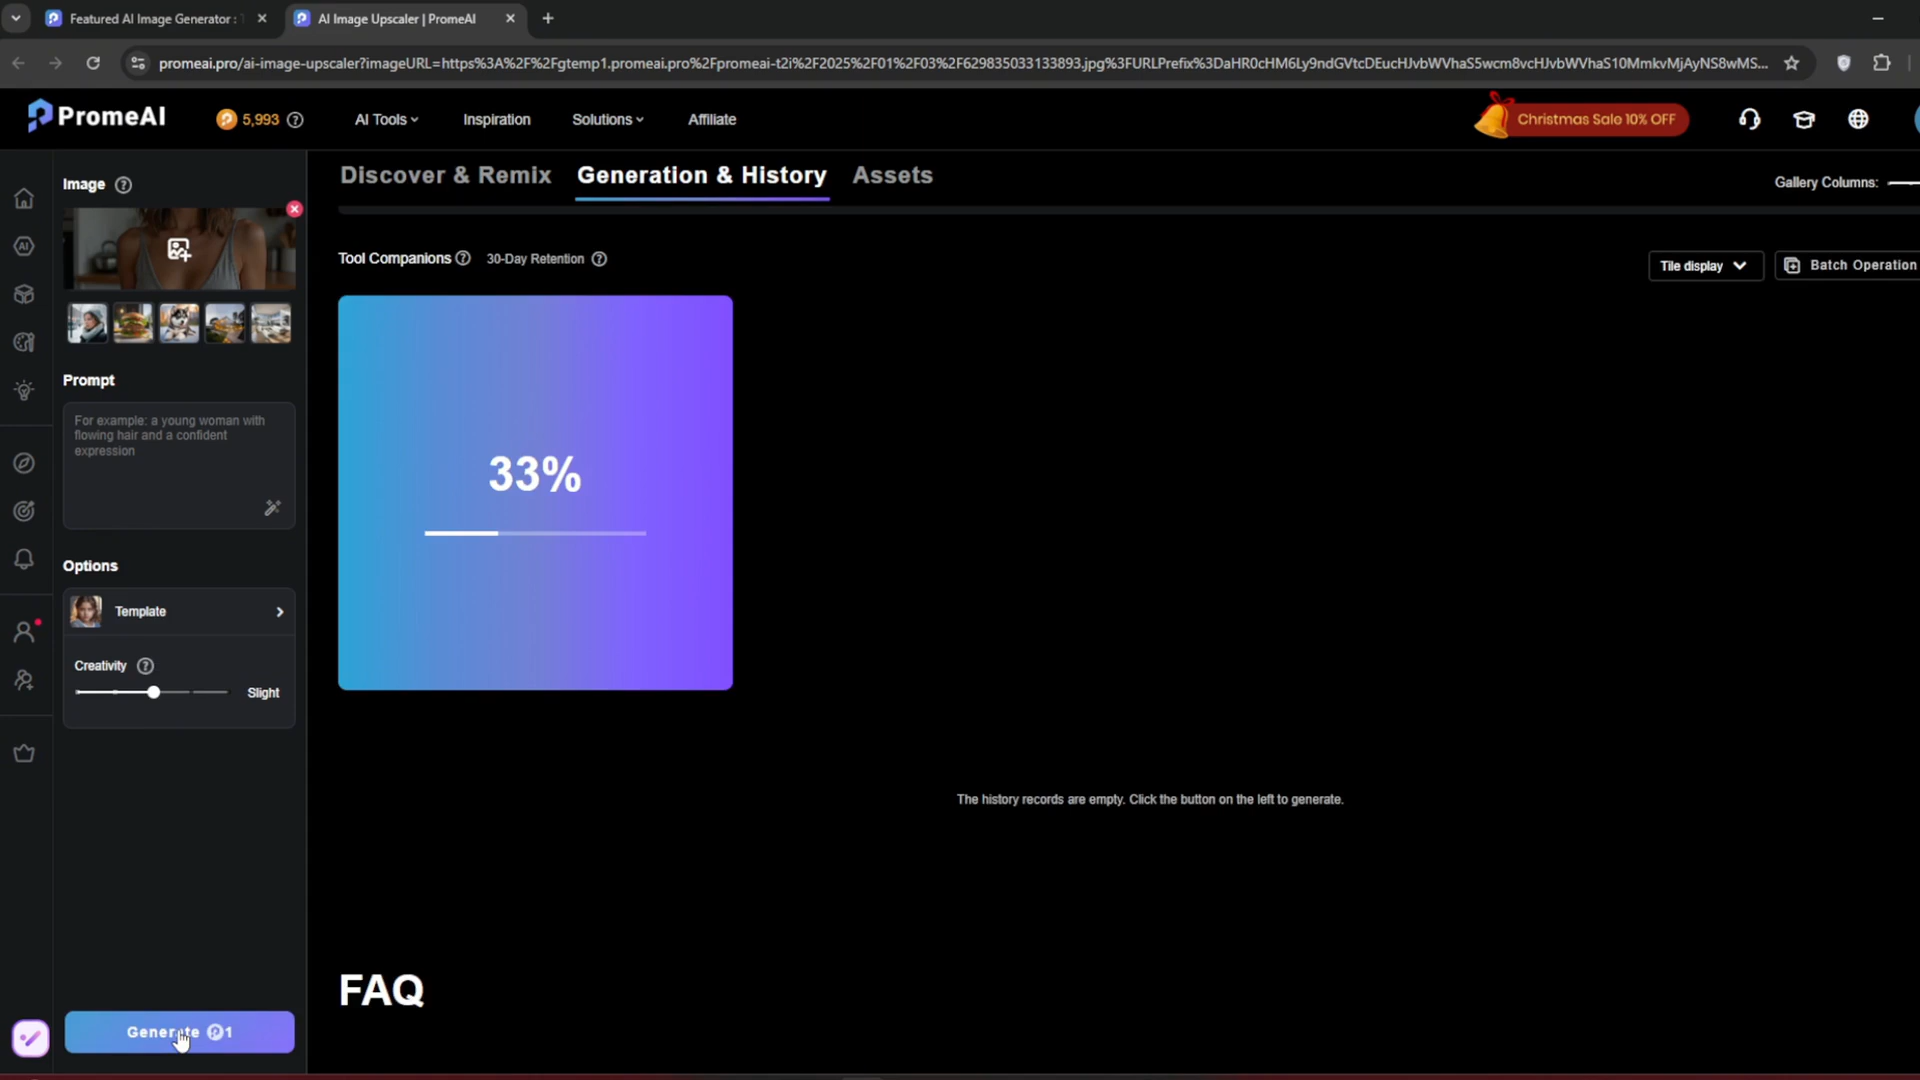 Featured AI Image Generator :
AI Image Upscaler | PromeAI
promeai.pro/ai-image-upscaler?imageURL=https%3A%2F%2Fgtemp1.promeai.pro%2Fpromeai-t2i%2F2025%2F01%2F03%2F629835033133893.jpg%3FURLPrefix%3DaHR0cHM6Ly9ndGVtcDEucHJvbWVhaS5wcm8vcHJvbWVhaS10MmkvMjAyNS8wMS...
PromeAI
5,993
AI Tools
Inspiration
Solutions
Affiliate
Christmas Sale 10% OFF
Image
Discover & Remix
Generation & History
Assets
Gallery Columns:
Tool Companions
30-Day Retention
Tile display
Batch Operation
AI
Prompt
For example: a young woman with
flowing hair and a confident
expression
33%
Options
Template
Creativity
Slight
The history records are empty. Click the button on the left to generate.
FAQ
Generate 1